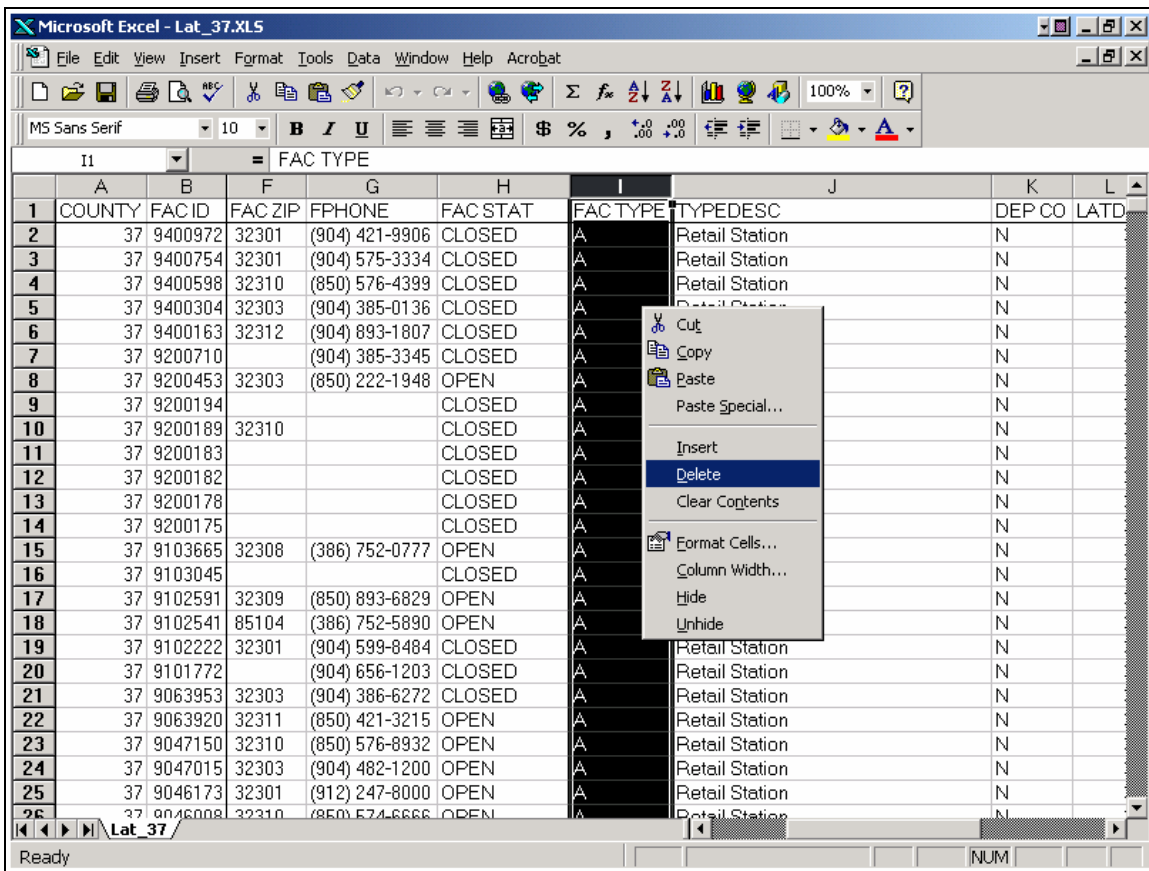 Microsoft Excel - Lat_37.XLS
File Edit View Insert Format Tools Data Window Help Acrobat
100%
MS Sans Serif 10 B I U $ % ,
I1 = FAC TYPE
A B F G H I J K L
1 COUNTY FAC ID FAC ZIP FPHONE FAC STAT FAC TYPE TYPEDESC DEP CO LATD
2 37 9400972 32301 (904) 421-9906 CLOSED A Retail Station N
3 37 9400754 32301 (904) 575-3334 CLOSED A Retail Station N
4 37 9400598 32310 (850) 576-4399 CLOSED A Retail Station N
5 37 9400304 32303 (904) 385-0136 CLOSED A Retail Station N
6 37 9400163 32312 (904) 893-1807 CLOSED A N
7 37 9200710 (904) 385-3345 CLOSED A N
8 37 9200453 32303 (850) 222-1948 OPEN A N
9 37 9200194 CLOSED A N
10 37 9200189 32310 CLOSED A N
11 37 9200183 CLOSED A N
12 37 9200182 CLOSED A N
13 37 9200178 CLOSED A N
14 37 9200175 CLOSED A N
15 37 9103665 32308 (386) 752-0777 OPEN A N
16 37 9103045 CLOSED A N
17 37 9102591 32309 (850) 893-6829 OPEN A N
18 37 9102541 85104 (386) 752-5890 OPEN A N
19 37 9102222 32301 (904) 599-8484 CLOSED A Retail Station N
20 37 9101772 (904) 656-1203 CLOSED A Retail Station N
21 37 9063953 32303 (904) 386-6272 CLOSED A Retail Station N
22 37 9063920 32311 (850) 421-3215 OPEN A Retail Station N
23 37 9047150 32310 (850) 576-8932 OPEN A Retail Station N
24 37 9047015 32303 (904) 482-1200 OPEN A Retail Station N
25 37 9046173 32301 (912) 247-8000 OPEN A Retail Station N
26 37 9046008 32310 (850) 574-6666 OPEN A Retail Station N
Cut
Copy
Paste
Paste Special...
Insert
Delete
Clear Contents
Format Cells...
Column Width...
Hide
Unhide
Lat_37
Ready NUM